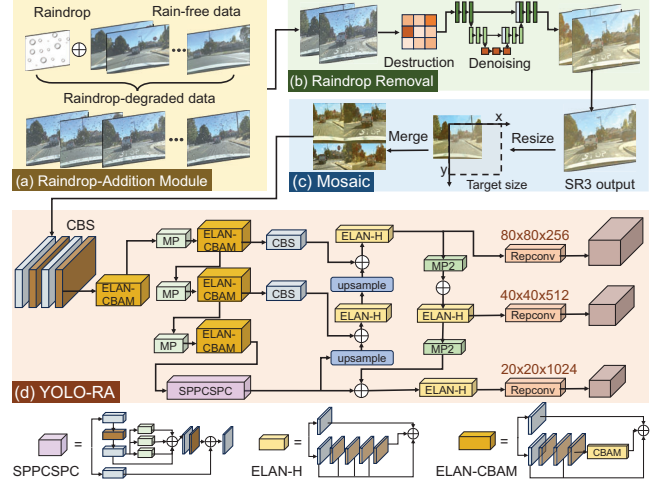 Raindrop
Rain-free data
Raindrop-degraded data
(a) Raindrop-Addition Module
Destruction
Denoising
(b) Raindrop Removal
Merge
x
y
Target size
Resize
SR3 output
(c) Mosaic
CBS
ELAN-CBAM
MP
ELAN-CBAM
CBS
MP
ELAN-CBAM
CBS
MP
ELAN-CBAM
SPPCSPC
ELAN-H
upsample
ELAN-H
upsample
MP2
ELAN-H
MP2
ELAN-H
80x80x256
Repconv
40x40x512
Repconv
20x20x1024
Repconv
(d) YOLO-RA
=
SPPCSPC
=
ELAN-H
=
CBAM
ELAN-CBAM